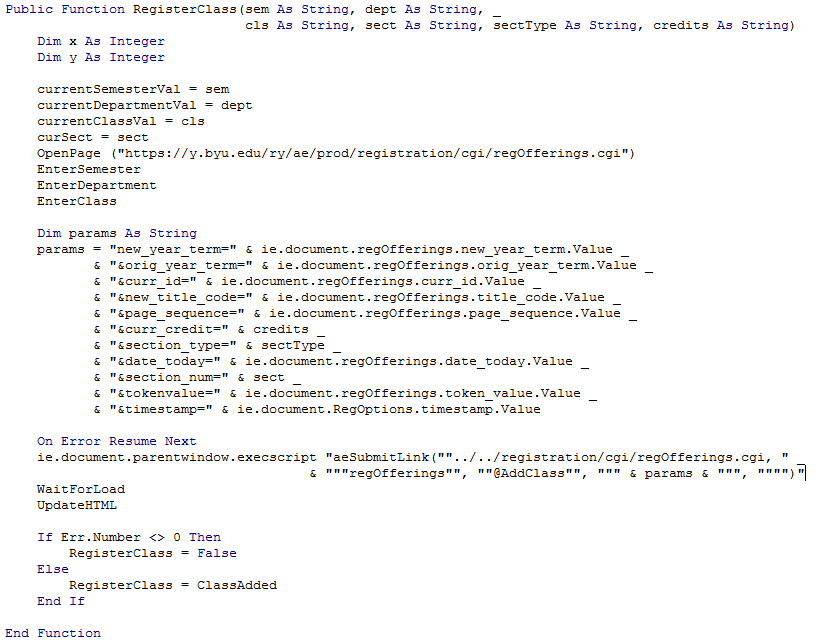 Public Function RegisterClass(sem As String, dept As String, _
                              cls As String, sect As String, sectType As String, credits As String)
    Dim x As Integer
    Dim y As Integer

    currentSemesterVal = sem
    currentDepartmentVal = dept
    currentClassVal = cls
    curSect = sect
    OpenPage ("https://y.byu.edu/ry/ae/prod/registration/cgi/regOfferings.cgi")
    EnterSemester
    EnterDepartment
    EnterClass

    Dim params As String
    params = "new_year_term=" & ie.document.regOfferings.new_year_term.Value _
           & "&orig_year_term=" & ie.document.regOfferings.orig_year_term.Value _
           & "&curr_id=" & ie.document.regOfferings.curr_id.Value _
           & "&new_title_code=" & ie.document.regOfferings.title_code.Value _
           & "&page_sequence=" & ie.document.regOfferings.page_sequence.Value _
           & "&curr_credit=" & credits _
           & "&section_type=" & sectType _
           & "&date_today=" & ie.document.regOfferings.date_today.Value _
           & "&section_num=" & sect _
           & "&tokenvalue=" & ie.document.regOfferings.token_value.Value _
           & "&timestamp=" & ie.document.RegOptions.timestamp.Value

    On Error Resume Next
    ie.document.parentwindow.execscript "aeSubmitLink(""../../registration/cgi/regOfferings.cgi, " _
                                      & """regOfferings"", ""@AddClass"", """ & params & """, """")"
    WaitForLoad
    UpdateHTML

    If Err.Number <> 0 Then
        RegisterClass = False
    Else
        RegisterClass = ClassAdded
    End If

End Function